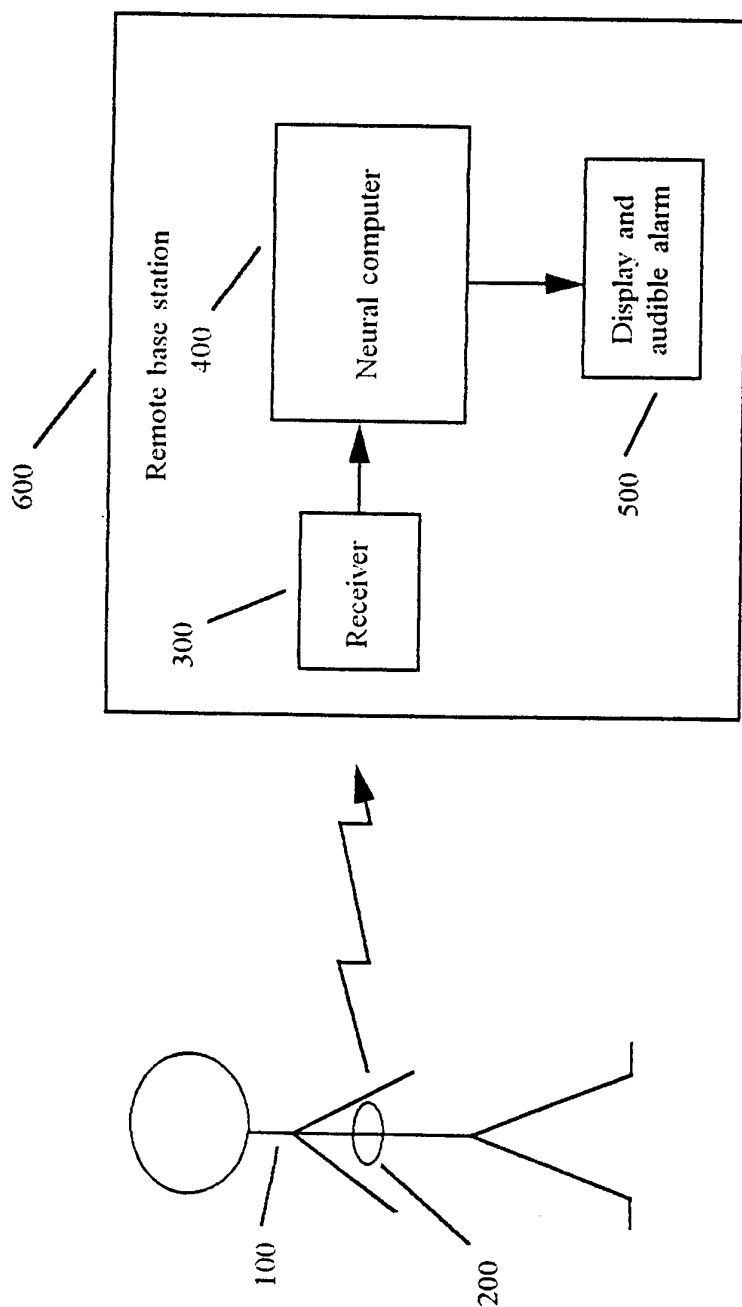 600
Remote base station
400
300
Receiver
Neural computer
100
200
500
Display and
audible alarm